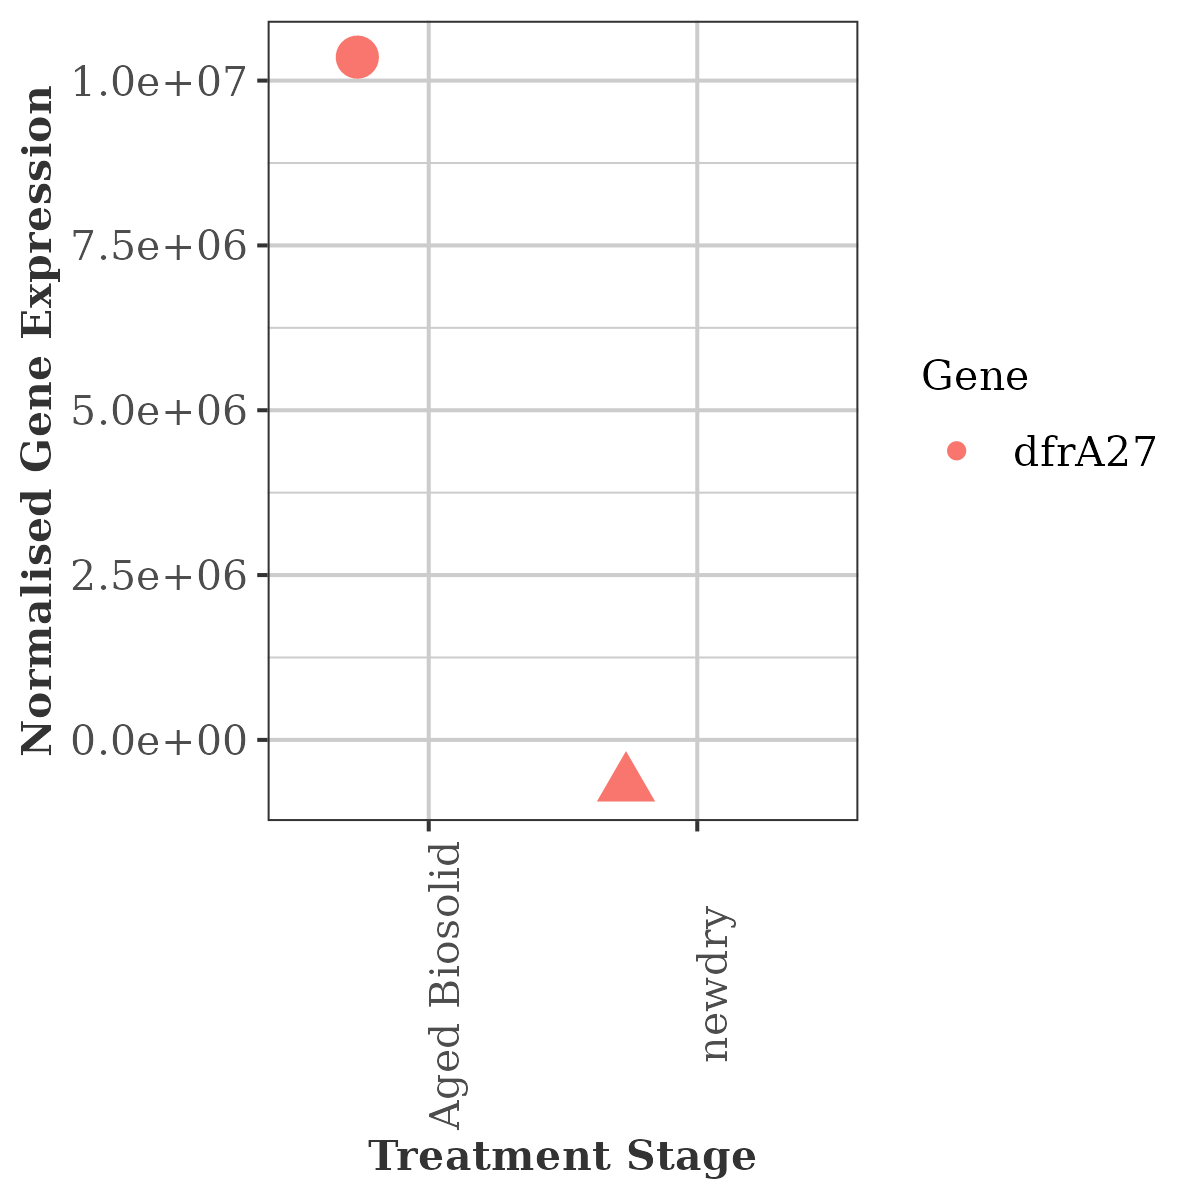 Normalised Gene Expression
1.0e+07
7.5e+06
5.0e+06
2.5e+06
0.0e+00
Aged Biosolid
newdry
Treatment Stage
Gene
dfrA27